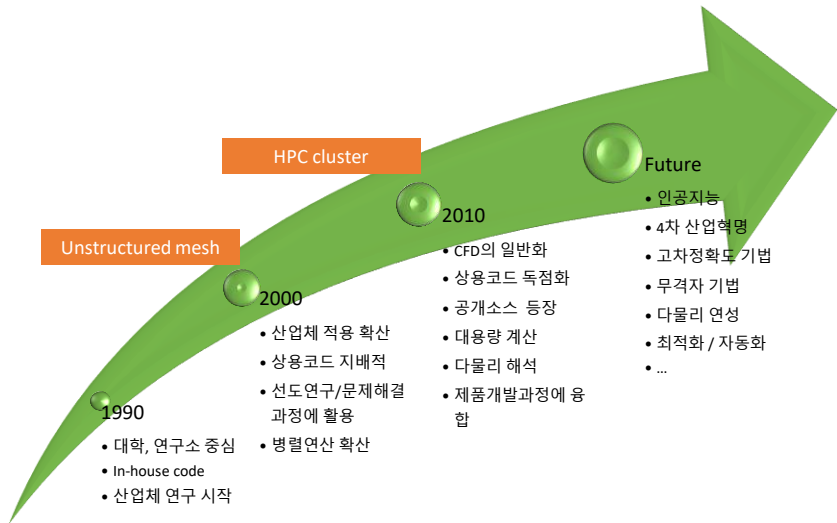 HPC cluster
Unstructured mesh
1990
• 대학, 연구소 중심
• In-house code
• 산업체 연구 시작
2000
• 산업체 적용 확산
• 상용코드 지배적
• 선도연구/문제해결
과정에 활용
• 병렬연산 확산
2010
• CFD의 일반화
• 상용코드 독점화
• 공개소스 등장
• 대용량 계산
• 다물리 해석
• 제품개발과정에 융
합
Future
• 인공지능
• 4차 산업혁명
• 고차정확도 기법
• 무격자 기법
• 다물리 연성
• 최적화 / 자동화
• ...